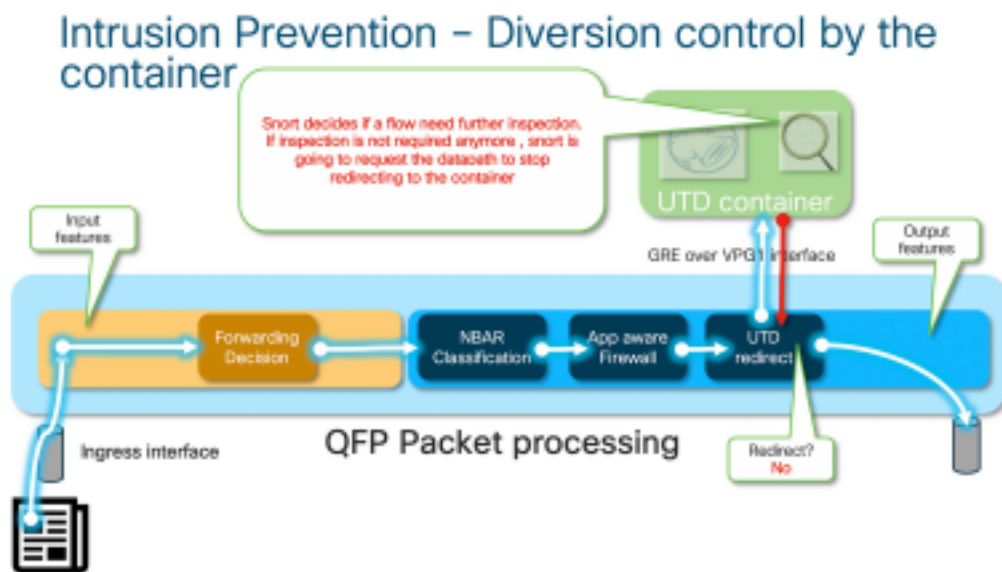 Intrusion Prevention – Diversion control by the
container
Snort decides if a flow need further inspection.
If inspection is not required anymore , snort is
going to request the datapath to stop
redirecting to the container
UTD container
Input
features
Output
features
GRE over VPG1 interface
Forwarding
Decision
NBAR
Classification
App aware
Firewall
UTD
redirect
Ingress interface
QFP Packet processing
Redirect?
No